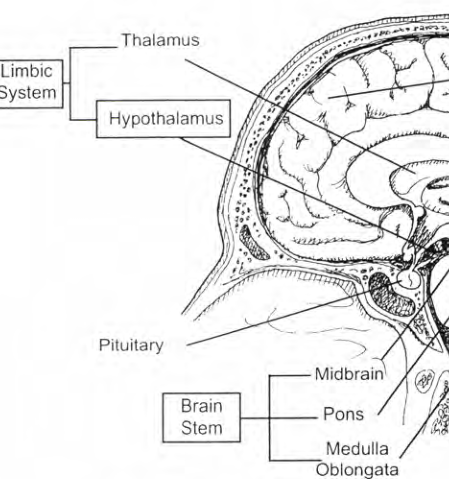 Thalamus
Limbic
System
Hypothalamus
Pituitary
Midbrain
Brain
Stem
Pons
Medulla
Oblongata